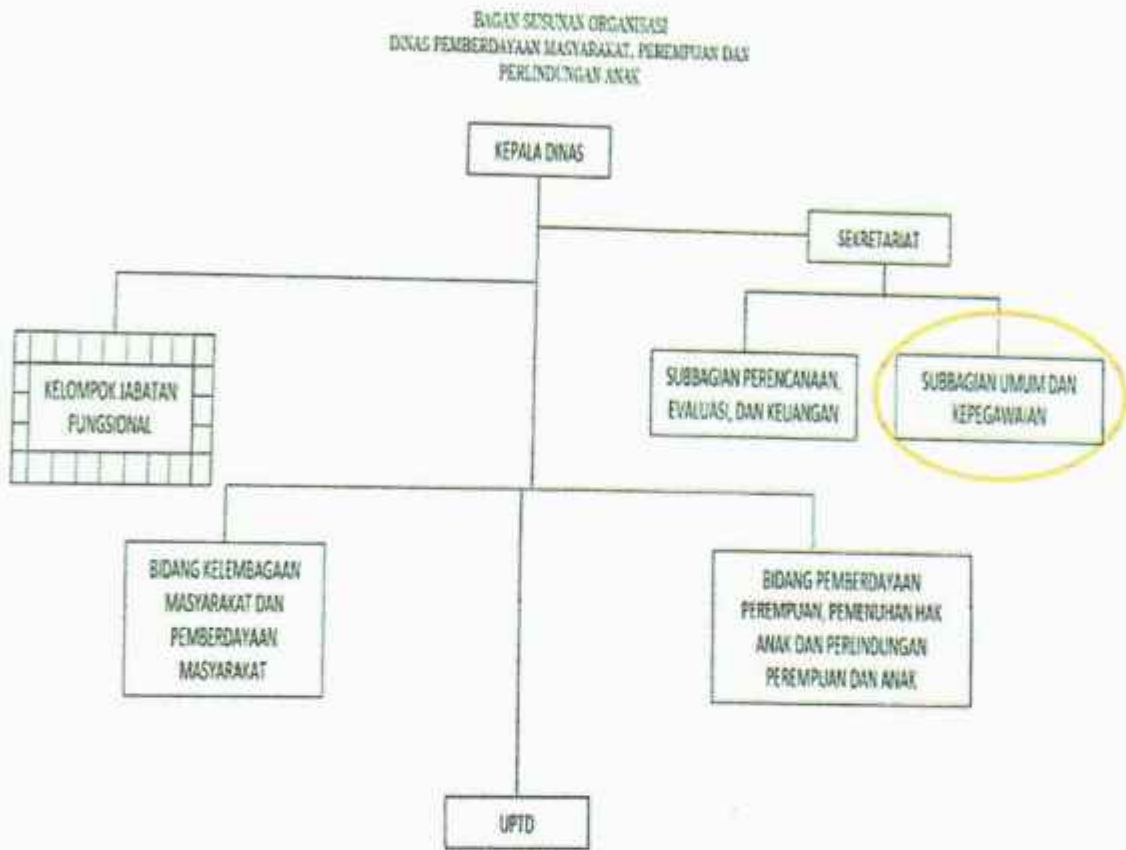 BAGAN SUSUNAN ORGANISASI
DINAS PEMBERDAYAAN MASYARAKAT, PEREMPUAN DAN
PERLINDUNGAN ANAK
KEPALA DINAS
SEKRETARIAT
KELOMPOK JABATAN
FUNGSIONAL
SUBBAGIAN PERENCANAAN,
EVALUASI, DAN KEUANGAN
SUBBAGIAN UMUM DAN
KEPEGAWAIAN
BIDANG KELEMBAGAAN
MASYARAKAT DAN
PEMBERDAYAAN
MASYARAKAT
BIDANG PEMBERDAYAAN
PEREMPUAN, PEMENUHAN HAK
ANAK DAN PERLINDUNGAN
PEREMPUAN DAN ANAK
UPTD